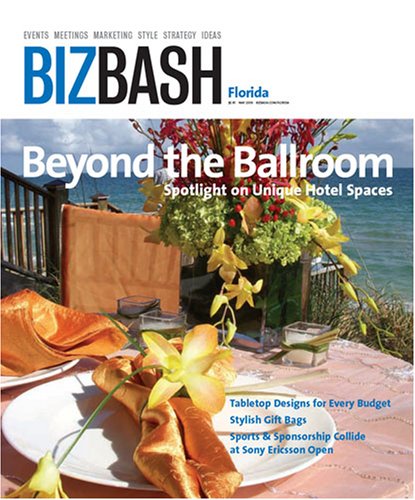 EVENTS MEETINGS MARKETING STYLE STRATEGY IDEAS
BIZBASH
Florida
Beyond the Ballroom
Spotlight on Unique Hotel Spaces
Tabletop Designs for Every Budget
Stylish Gift Bags
Sports & Sponsorship Collide
at Sony Ericsson Open